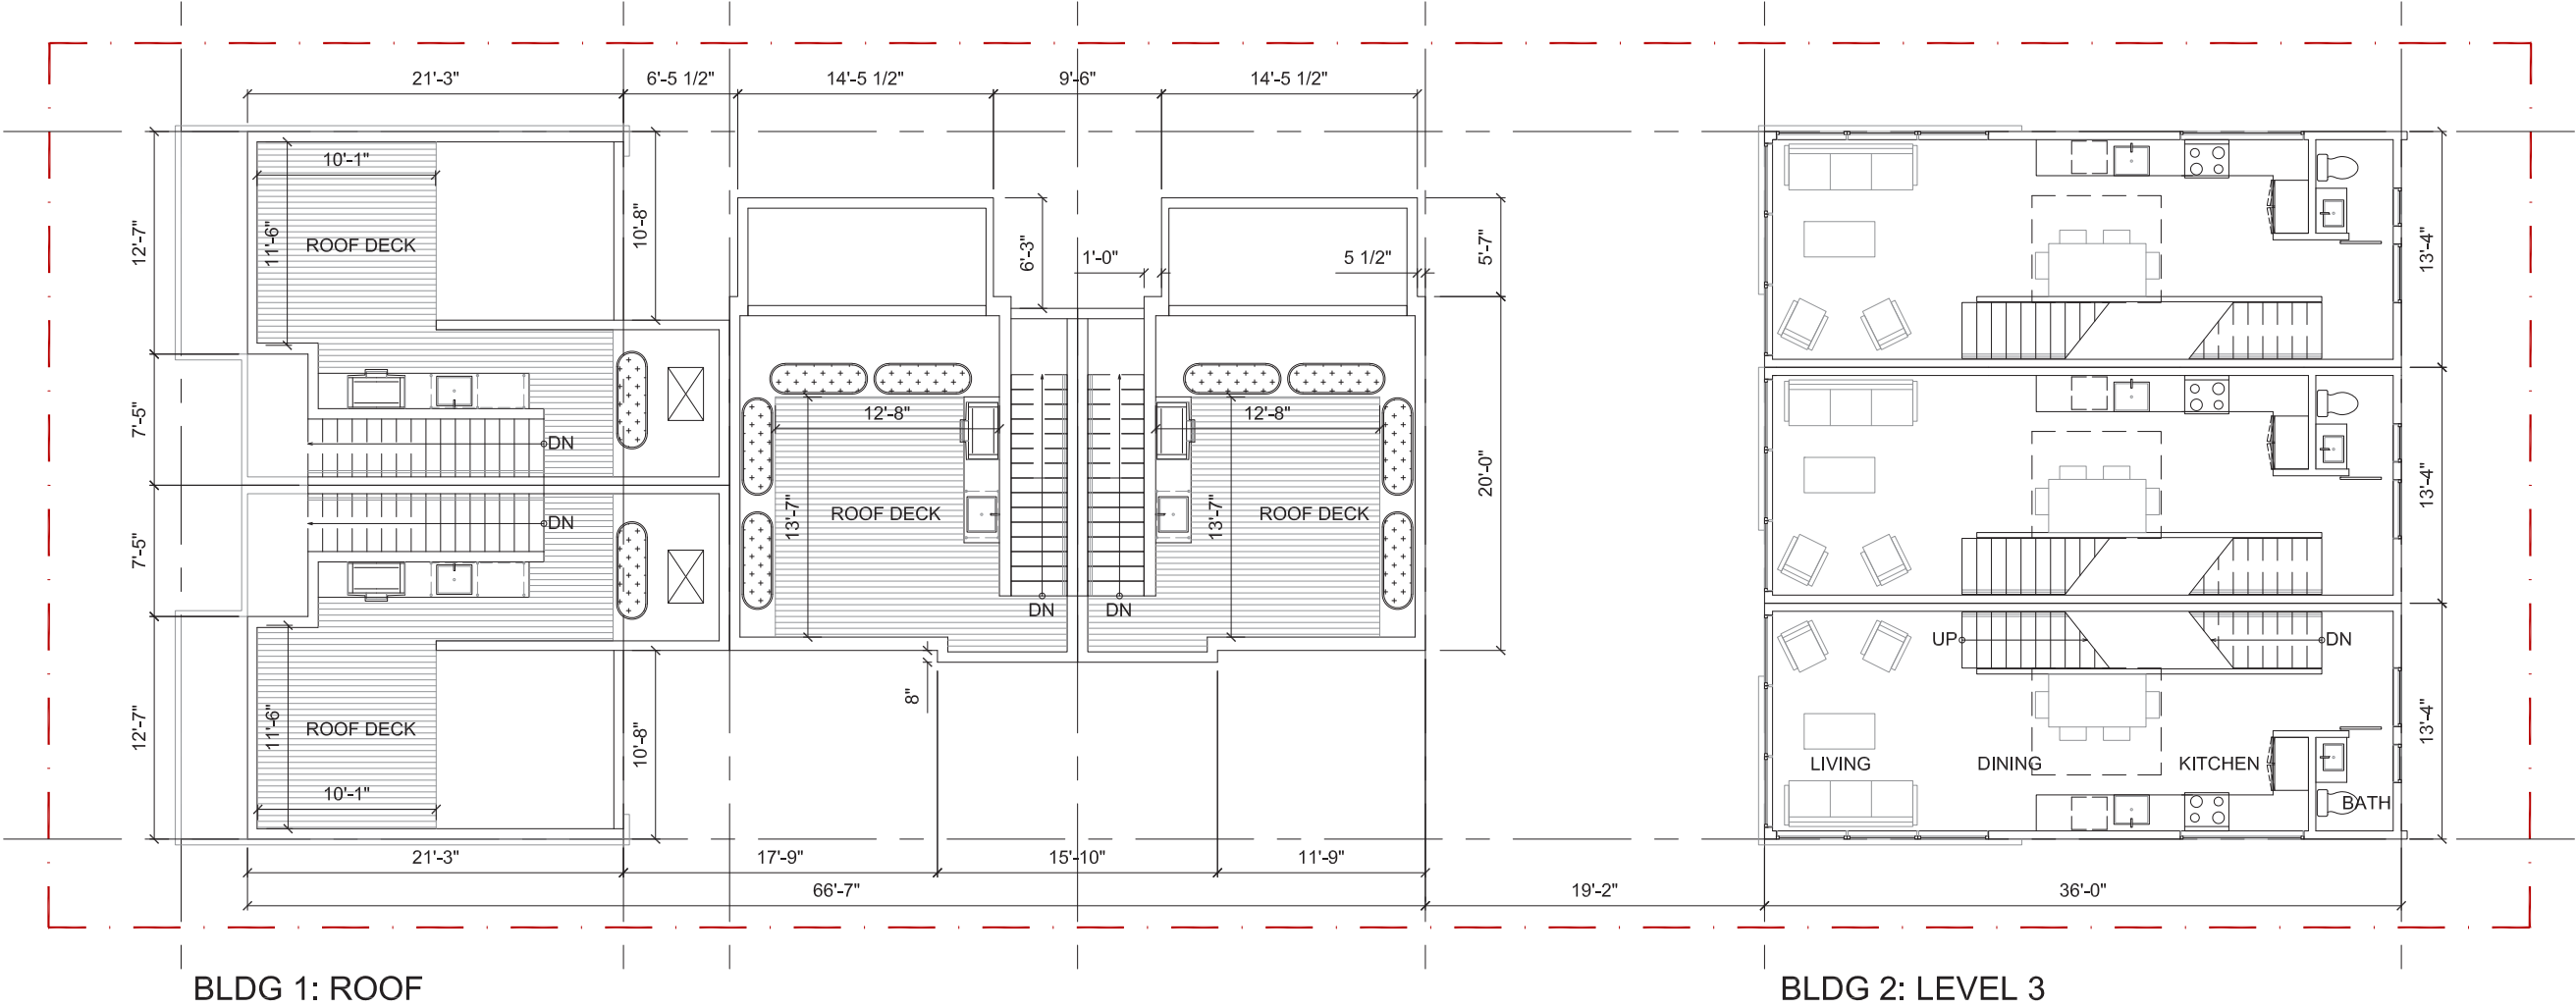 21'-3" 6'-5 1/2" 14'-5 1/2" 9'-6" 14'-5 1/2"
10'-1"
12'-7" 11'-6" ROOF DECK 10'-8" 6'-3" 1'-0" 5 1/2" 5'-7" 13'-4"
7'-5" DN 12'-8" 12'-8" 13'-4"
7'-5" DN 13'-7" ROOF DECK 13'-7" ROOF DECK 20'-0"
DN DN UP DN
12'-7" 11'-6" ROOF DECK 10'-8" 8" 13'-4"
LIVING DINING KITCHEN
10'-1" BATH
21'-3" 17'-9" 15'-10" 11'-9"
66'-7" 19'-2" 36'-0"
BLDG 1: ROOF BLDG 2: LEVEL 3